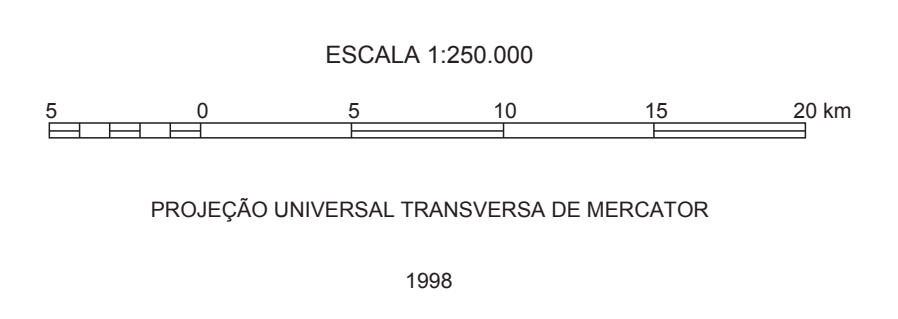 ESCALA 1:250.000
5 0 5 10 15 20 km
PROJEÇÃO UNIVERSAL TRANSVERSA DE MERCATOR
1998